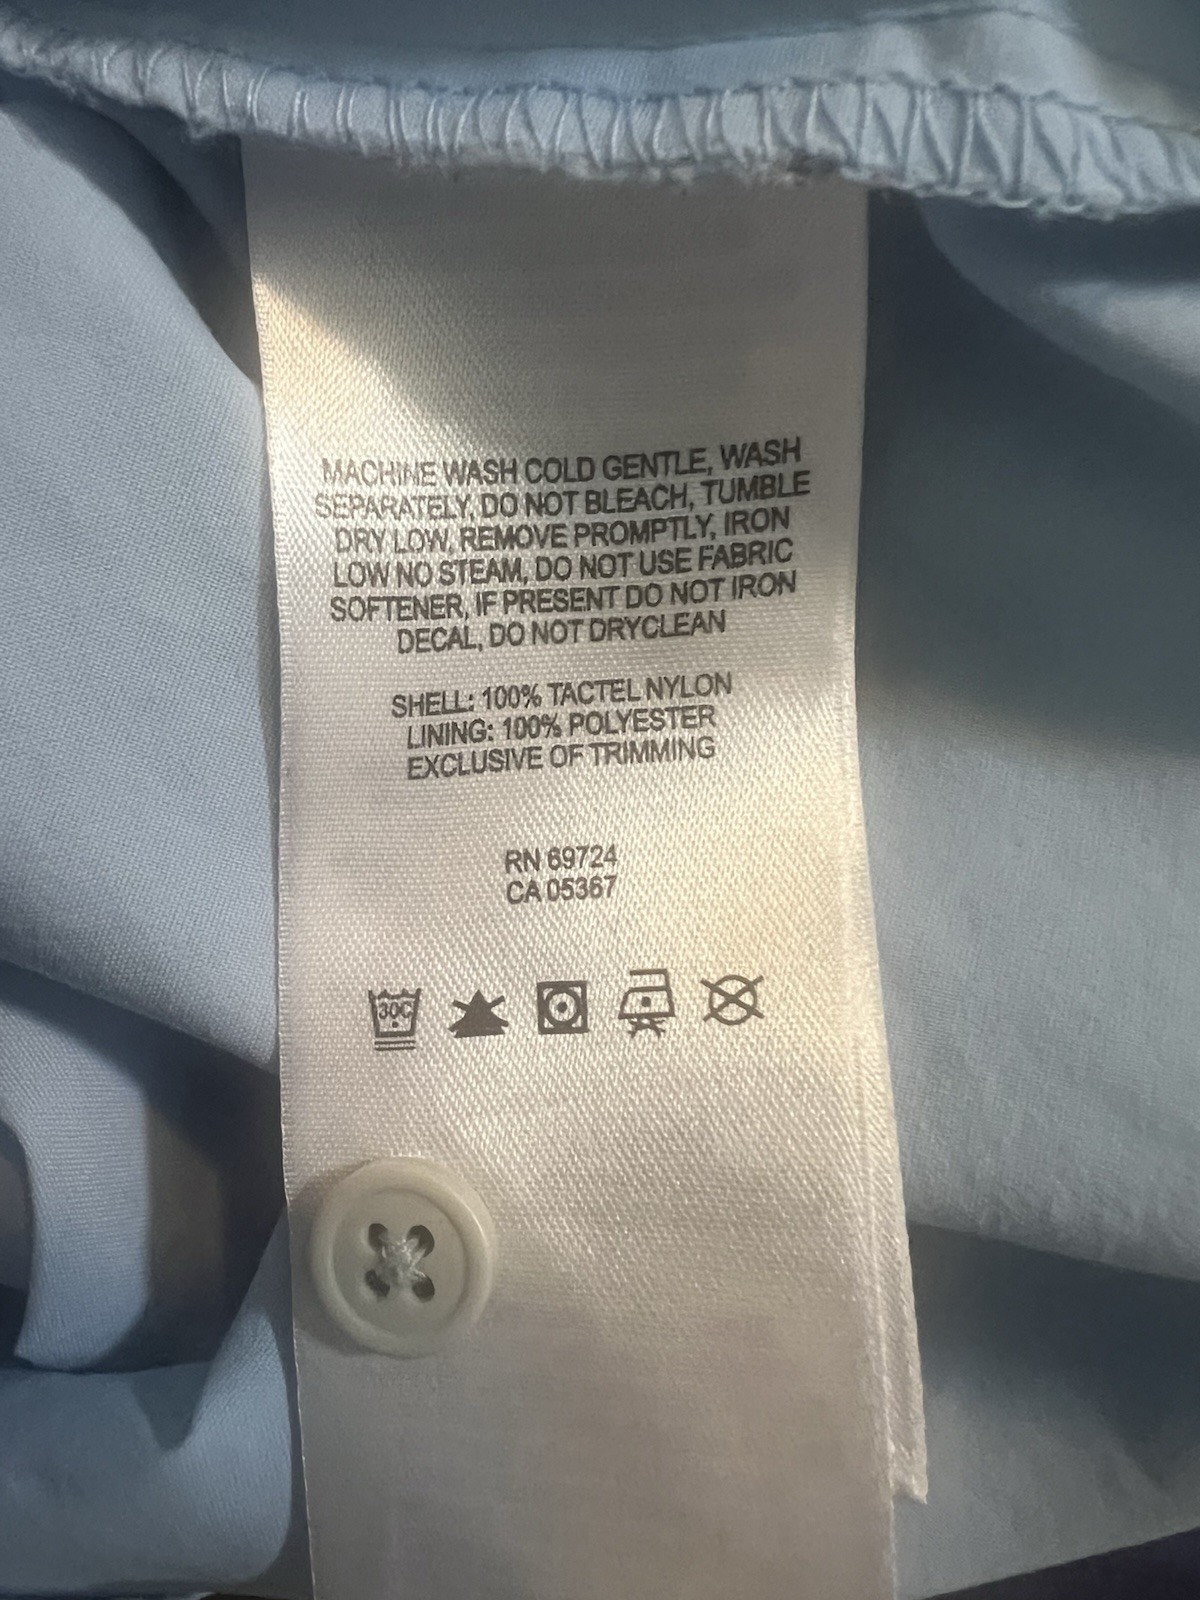 MACHINE WASH COLD GENTLE, WASH
SEPARATELY, DO NOT BLEACH, TUMBLE
DRY LOW, REMOVE PROMPTLY, IRON
LOW NO STEAM, DO NOT USE FABRIC
SOFTENER, IF PRESENT DO NOT IRON
DECAL, DO NOT DRYCLEAN
SHELL: 100% TACTEL NYLON
LINING: 100% POLYESTER
EXCLUSIVE OF TRIMMING
RN 69724
CA 05367
30C